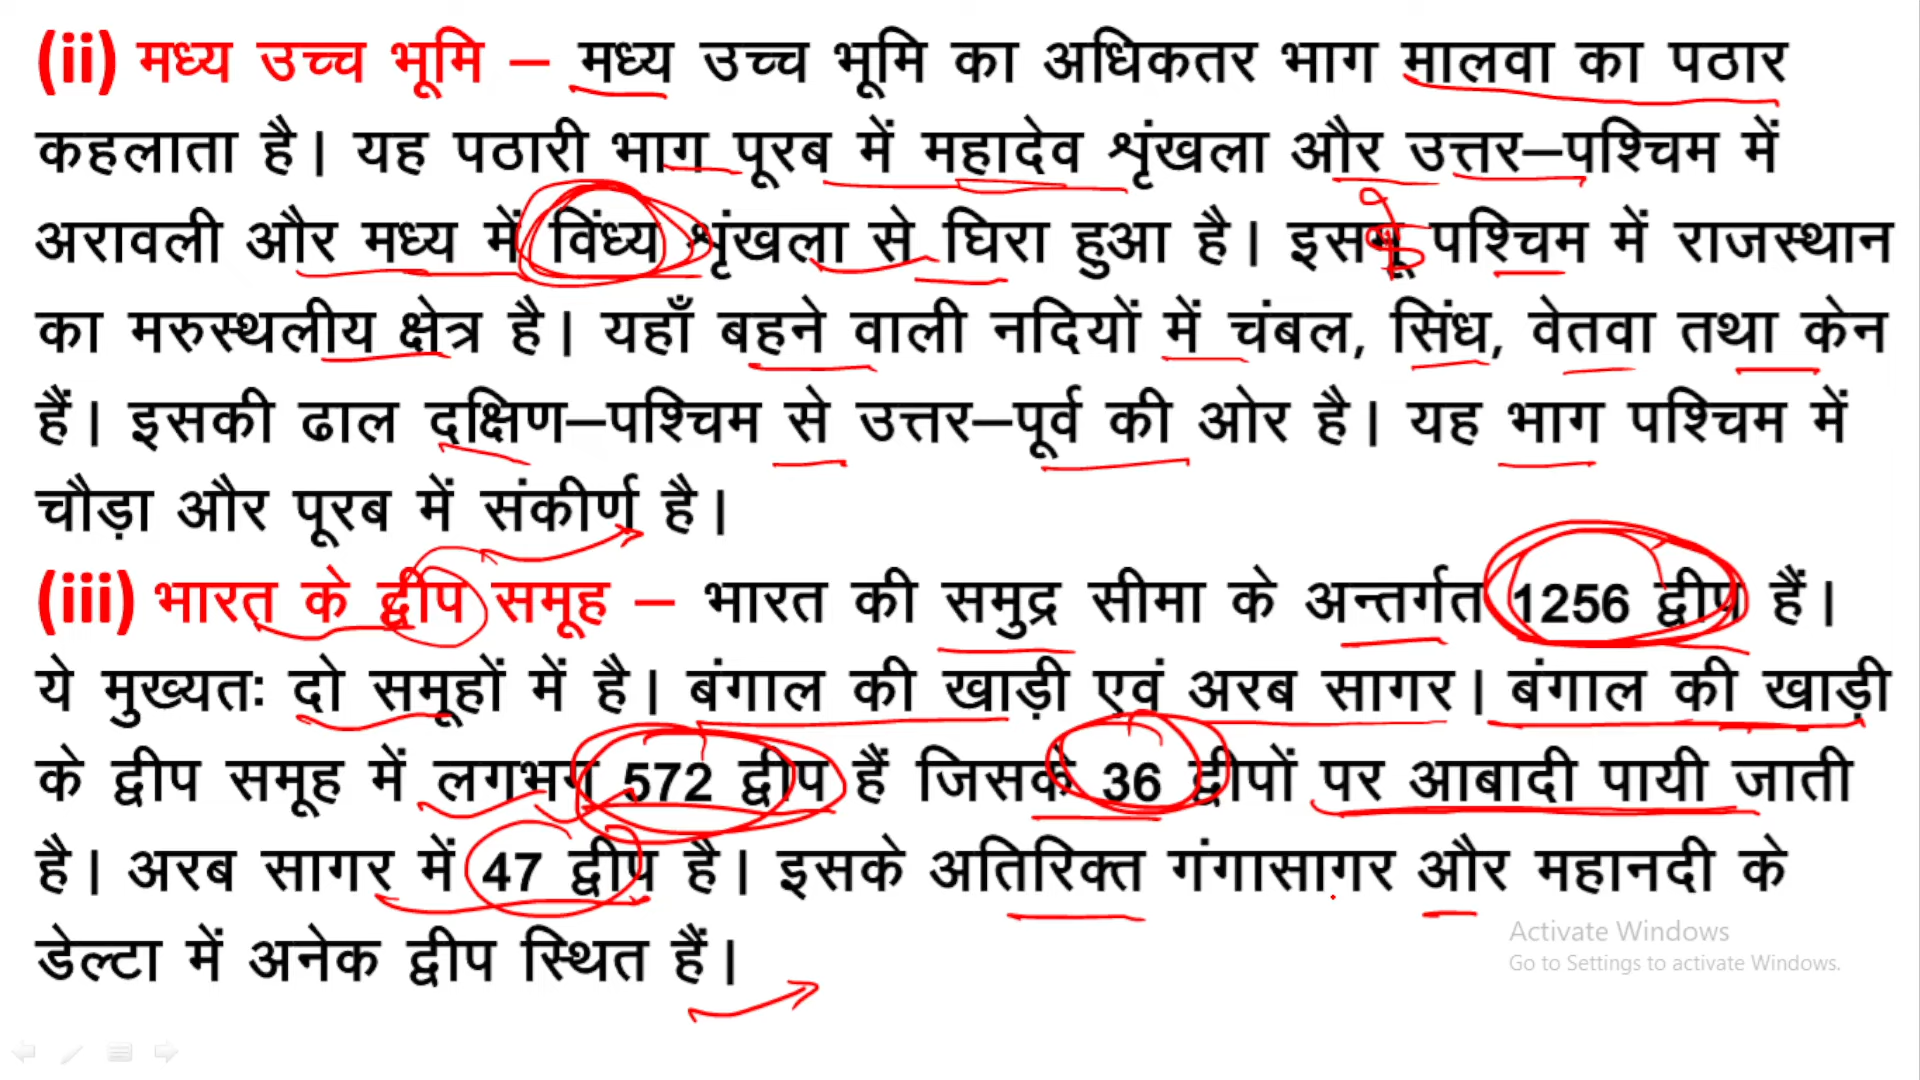 (ii) मध्य उच्च भूमि – मध्य उच्च भूमि का अधिकतर भाग मालवा का पठार
कहलाता है। यह पठारी भाग पूरब में महादेव शृंखला और उत्तर–पश्चिम में
अरावली और मध्य में विंध्य शृंखला से घिरा हुआ है। पश्चिम में राजस्थान
का मरुस्थलीय क्षेत्र है। यहाँ बहने वाली नदियों में चंबल, सिंध, वेतवा तथा केन
हैं। इसकी ढाल दक्षिण–पश्चिम से उत्तर–पूर्व की ओर है। यह भाग पश्चिम में
चौड़ा और पूरब में संकीर्ण है।
(iii) भारत के द्वीप समूह – भारत की समुद्र सीमा के अन्तर्गत 1256 द्वीप हैं।
ये मुख्यतः दो समूहों में है। बंगाल की खाड़ी एवं अरब सागर। बंगाल की खाड़ी
के द्वीप समूह में लगभग 572 द्वीप हैं जिसके 36 द्वीपों पर आबादी पायी जाती
है। अरब सागर में 47 द्वीप है। इसके अतिरिक्त गंगासागर और महानदी के
डेल्टा में अनेक द्वीप स्थित हैं।
Activate Windows
Go to Settings to activate Windows.